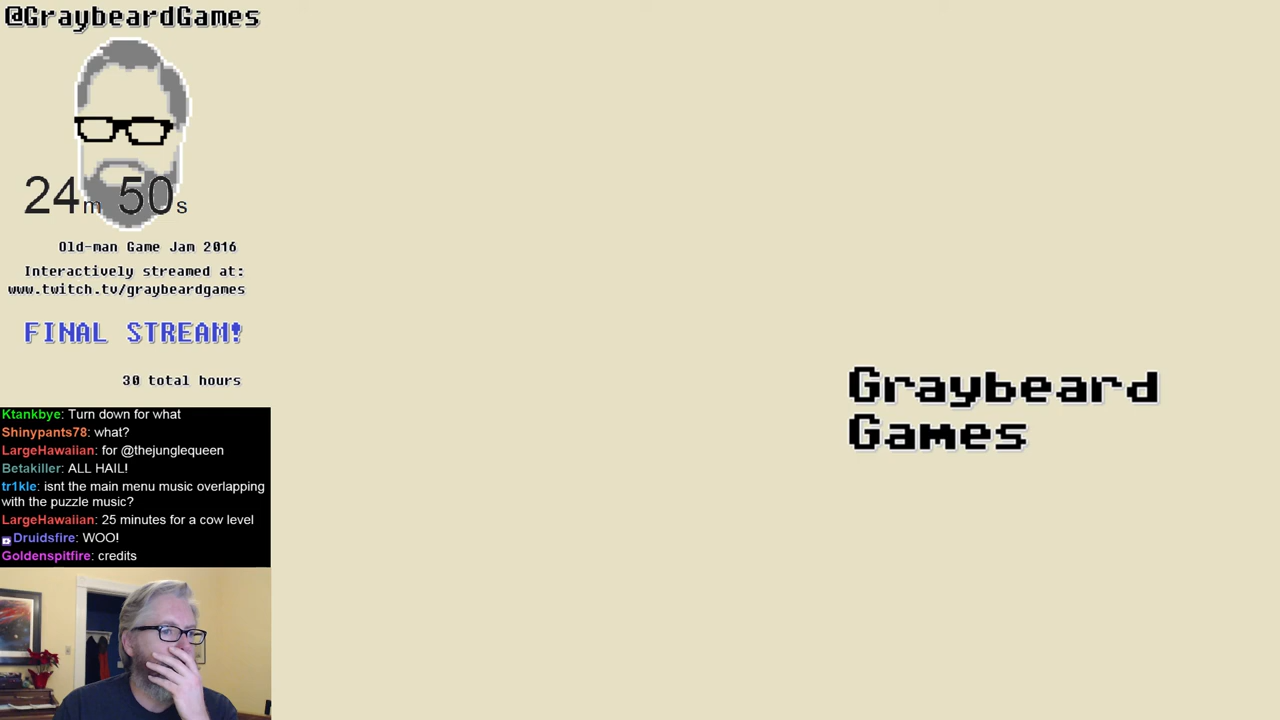 @GraybeardGames
24m 50s
Old-man Game Jam 2016
Interactively streamed at:
www.twitch.tv/graybeardgames
FINAL STREAM!
30 total hours
Ktankbye: Turn down for what
Shinypants78: what?
LargeHawaiian: for @thejunglequeen
Betakiller: ALL HAIL!
tr1kle: isnt the main menu music overlapping
with the puzzle music?
LargeHawaiian: 25 minutes for a cow level
Druidsfire: WOO!
Goldenspitfire: credits
Graybeard
Games